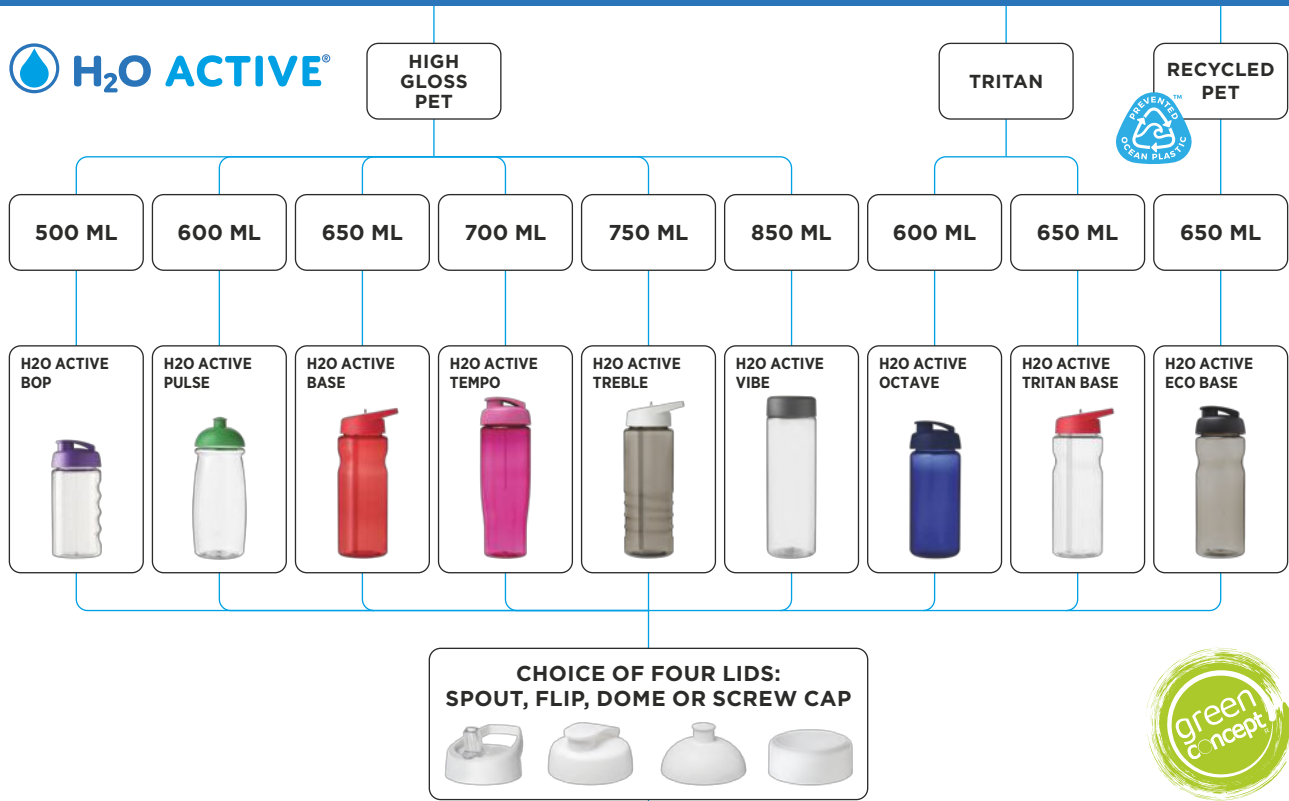 H2O ACTIVE®
HIGH
GLOSS
PET
TRITAN
RECYCLED
PET
PREVENTED
OCEAN PLASTIC
™
500 ML
600 ML
650 ML
700 ML
750 ML
850 ML
600 ML
650 ML
650 ML
H2O ACTIVE
BOP
H2O ACTIVE
PULSE
H2O ACTIVE
BASE
H2O ACTIVE
TEMPO
H2O ACTIVE
TREBLE
H2O ACTIVE
VIBE
H2O ACTIVE
OCTAVE
H2O ACTIVE
TRITAN BASE
H2O ACTIVE
ECO BASE
CHOICE OF FOUR LIDS:
SPOUT, FLIP, DOME OR SCREW CAP
green
concept